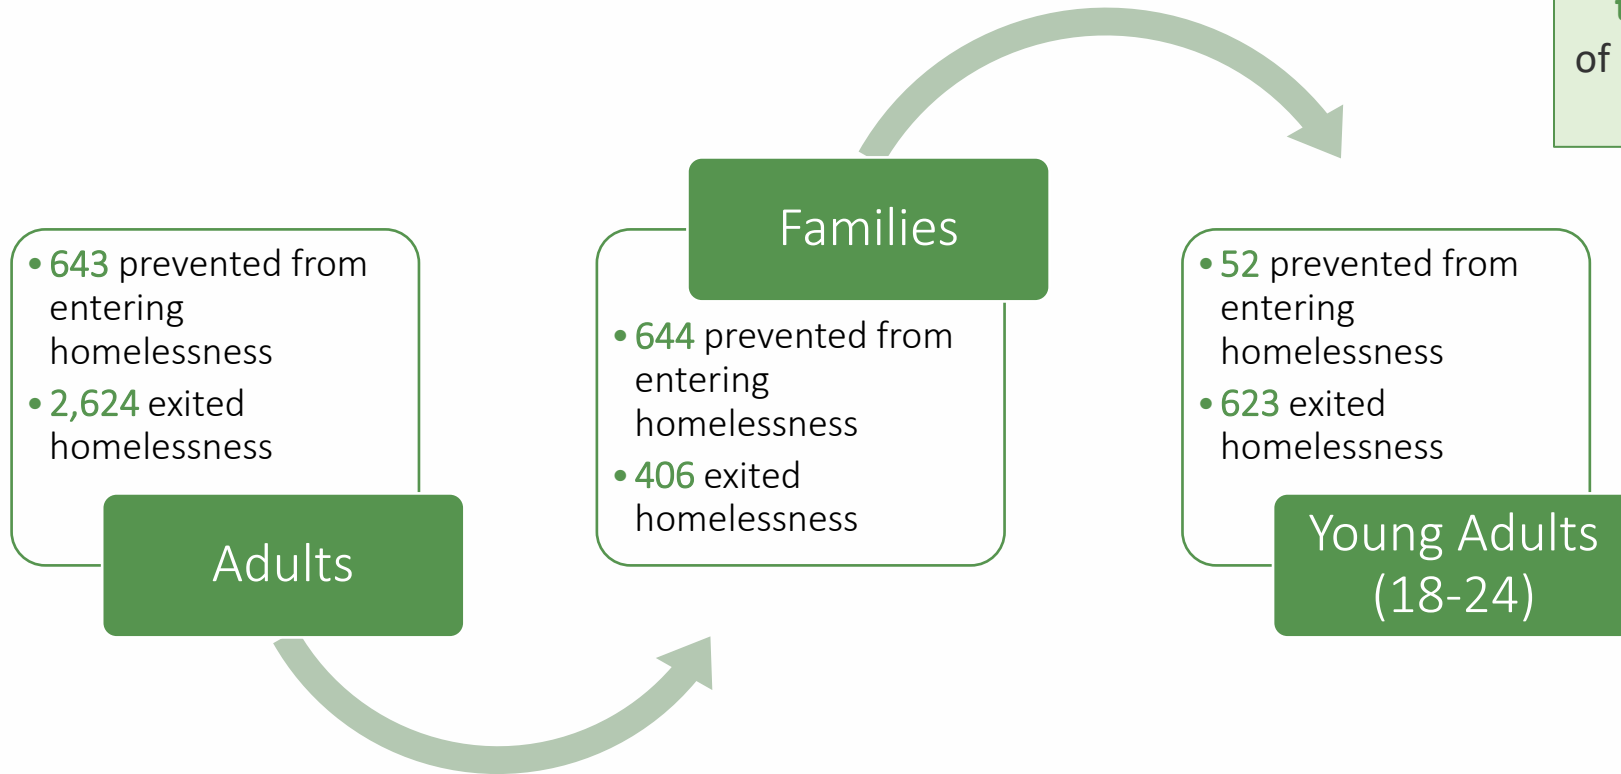 of
Families
• 643 prevented from
entering
homelessness
• 2,624 exited
homelessness
Adults
• 644 prevented from
entering
homelessness
• 406 exited
homelessness
• 52 prevented from
entering
homelessness
• 623 exited
homelessness
Young Adults
(18-24)